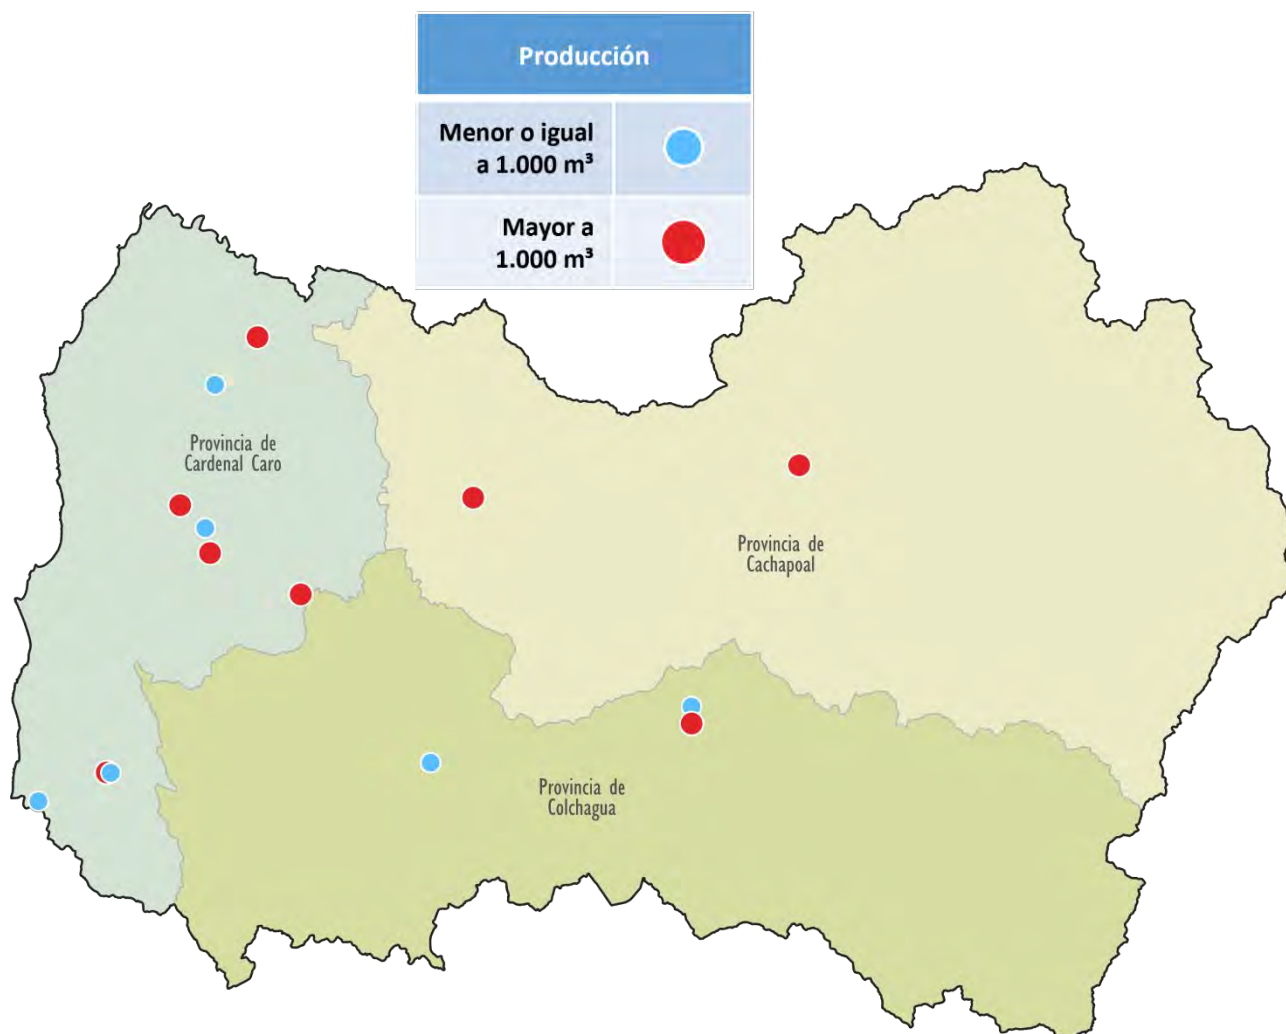 Producción
Menor o igual
a 1.000 m³
Mayor a
1.000 m³
Provincia de
Cardenal Caro
Provincia de
Cachapoal
Provincia de
Colchagua